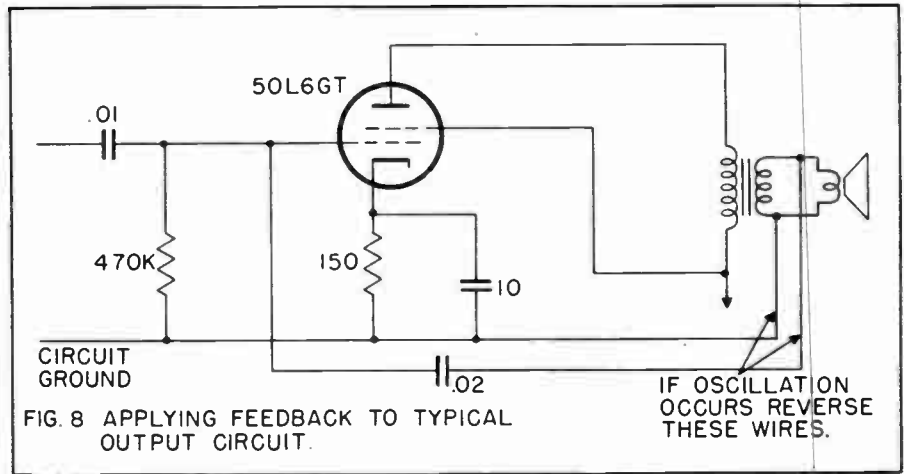 50L6GT
.01
470K
150
10
CIRCUIT
GROUND
.02
IF OSCILLATION
OCCURS REVERSE
THESE WIRES.
FIG. 8 APPLYING FEEDBACK TO TYPICAL
OUTPUT CIRCUIT.